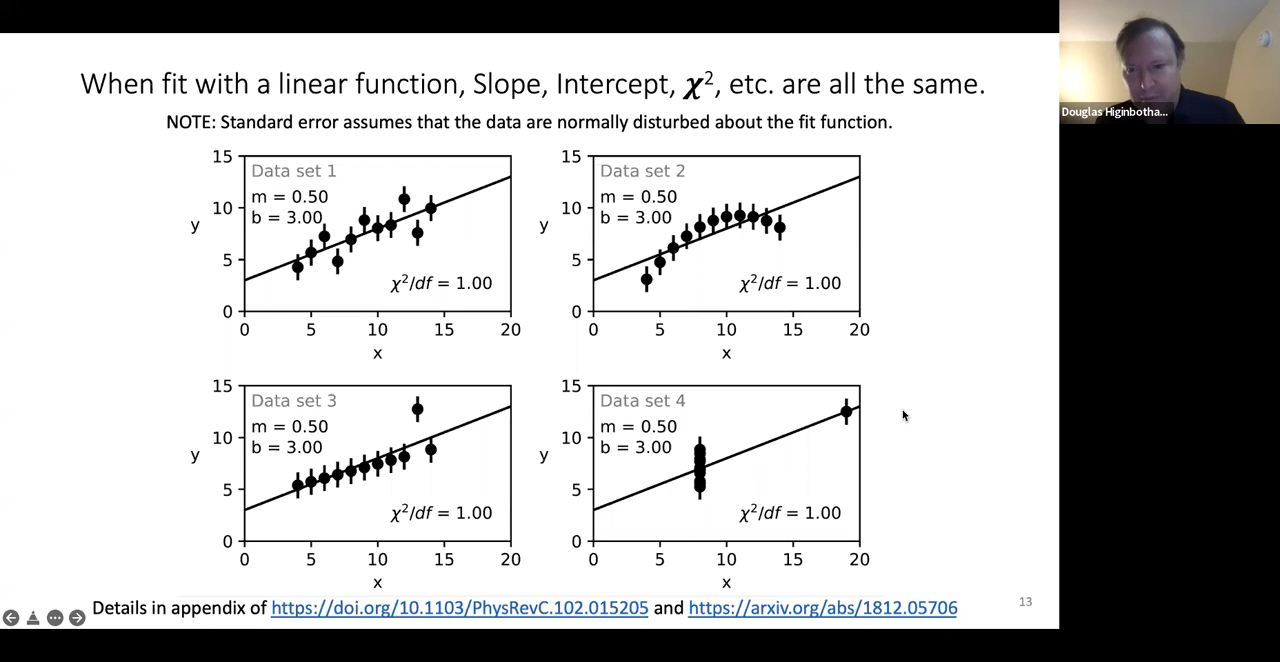 When fit with a linear function, Slope, Intercept, χ², etc. are all the same.
NOTE: Standard error assumes that the data are normally disturbed about the fit function.
Douglas Higinbotha...
15
10
5
0
y
Data set 1
m = 0.50
b = 3.00
χ²/df = 1.00
0 5 10 15 20
x
15
10
5
0
y
Data set 2
m = 0.50
b = 3.00
χ²/df = 1.00
0 5 10 15 20
x
15
10
5
0
y
Data set 3
m = 0.50
b = 3.00
χ²/df = 1.00
0 5 10 15 20
x
15
10
5
0
y
Data set 4
m = 0.50
b = 3.00
χ²/df = 1.00
0 5 10 15 20
x
Details in appendix of https://doi.org/10.1103/PhysRevC.102.015205 and https://arxiv.org/abs/1812.05706
13